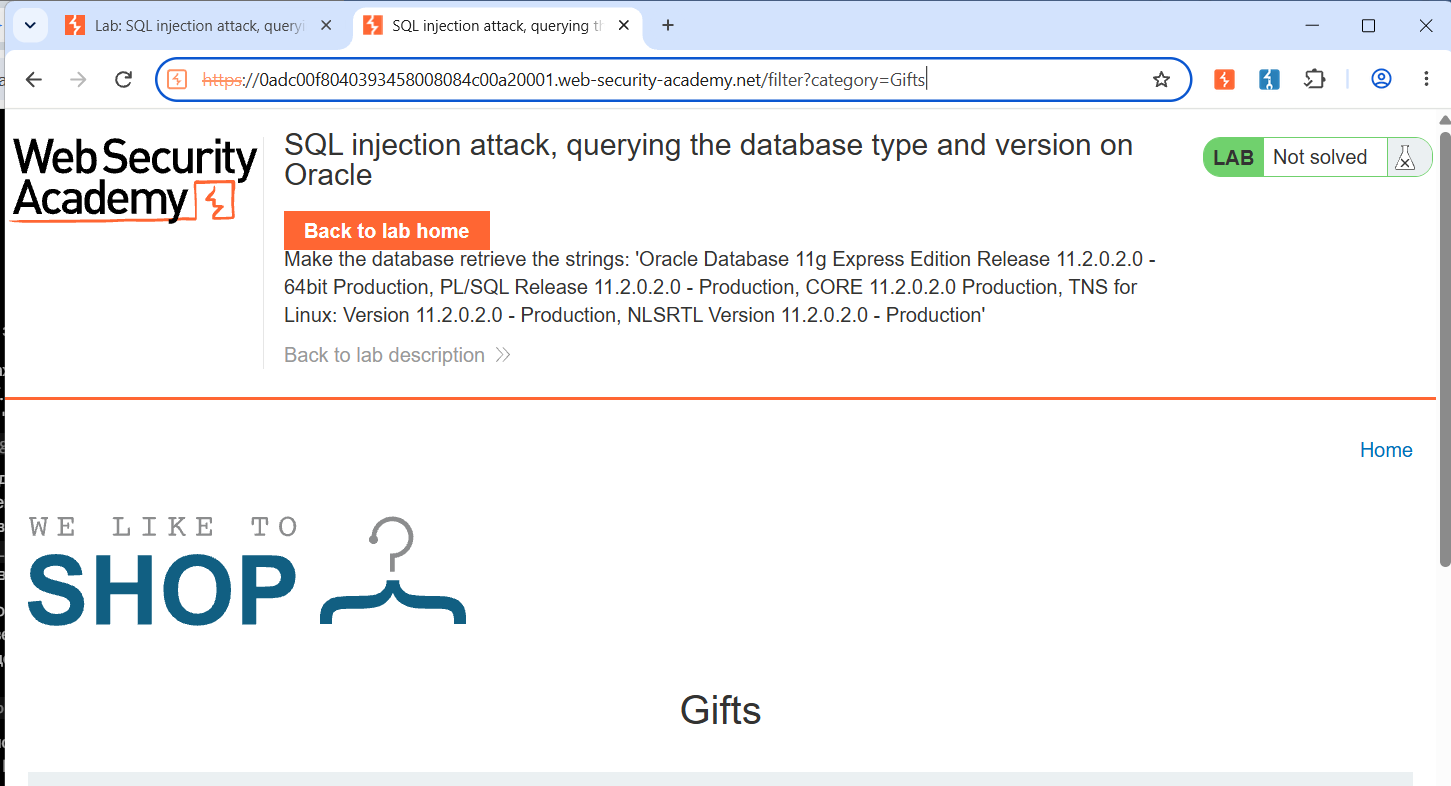 Lab: SQL injection attack, queryi
SQL injection attack, querying th
https://0adc00f8040393458008084c00a20001.web-security-academy.net/filter?category=Gifts
Web Security
Academy
SQL injection attack, querying the database type and version on
Oracle
LAB Not solved
Back to lab home
Make the database retrieve the strings: 'Oracle Database 11g Express Edition Release 11.2.0.2.0 -
64bit Production, PL/SQL Release 11.2.0.2.0 - Production, CORE 11.2.0.2.0 Production, TNS for
Linux: Version 11.2.0.2.0 - Production, NLSRTL Version 11.2.0.2.0 - Production'
Back to lab description
Home
WE LIKE TO
SHOP
Gifts